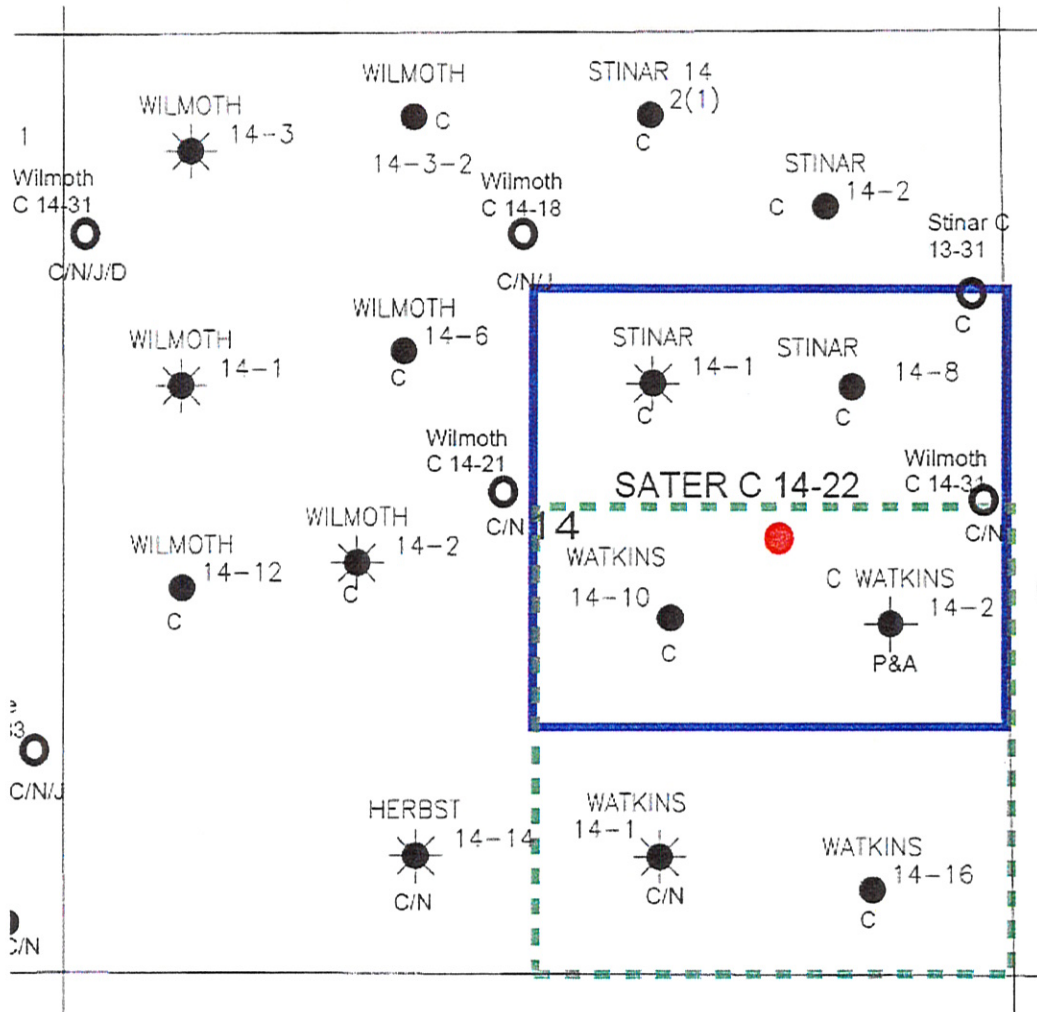 WILMOTH
14-3
WILMOTH
C
14-3-2
STINAR 14
2(1)
C
1
Wilmoth
C 14-31
C/N/J/D
Wilmoth
C 14-18
C/N/J
STINAR
14-2
C
Stinar C
13-31
C
WILMOTH
14-1
WILMOTH
14-6
C
STINAR
14-1
C
STINAR
14-8
C
Wilmoth
C 14-21
C/N
14
SATER C 14-22
Wilmoth
C 14-31
C/N
WILMOTH
14-12
C
WILMOTH
14-2
C
WATKINS
14-10
C
C WATKINS
14-2
P&A
e
33
C/N/J
HERBST
14-14
C/N
WATKINS
14-1
C/N
WATKINS
14-16
C
C/N